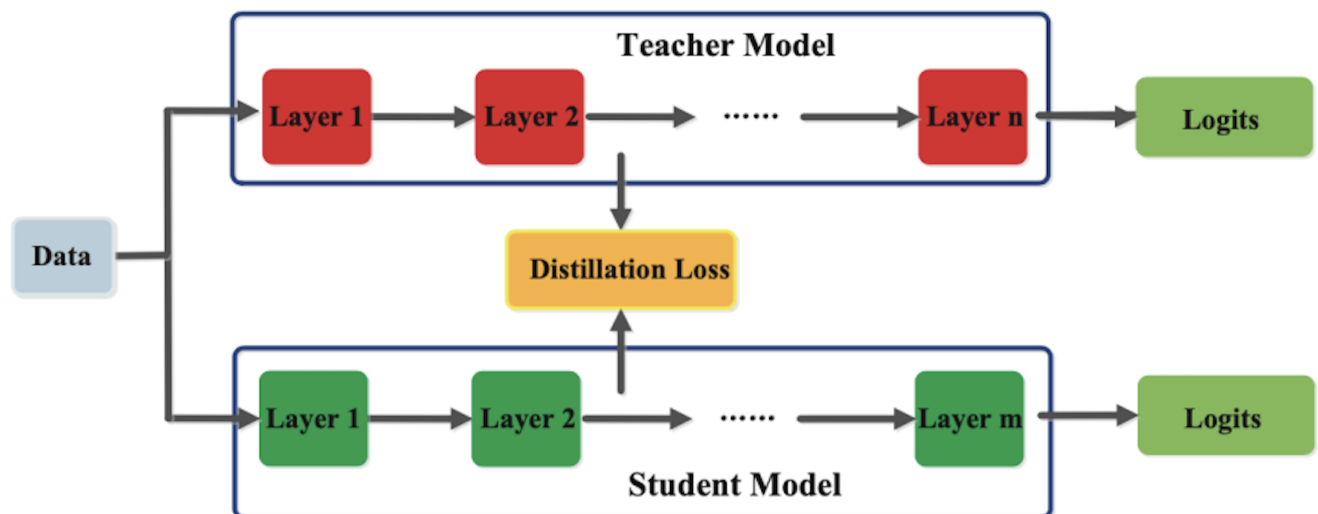 Teacher Model
Layer 1
Layer 2
......
Layer n
Logits
Data
Distillation Loss
Layer 1
Layer 2
......
Layer m
Logits
Student Model